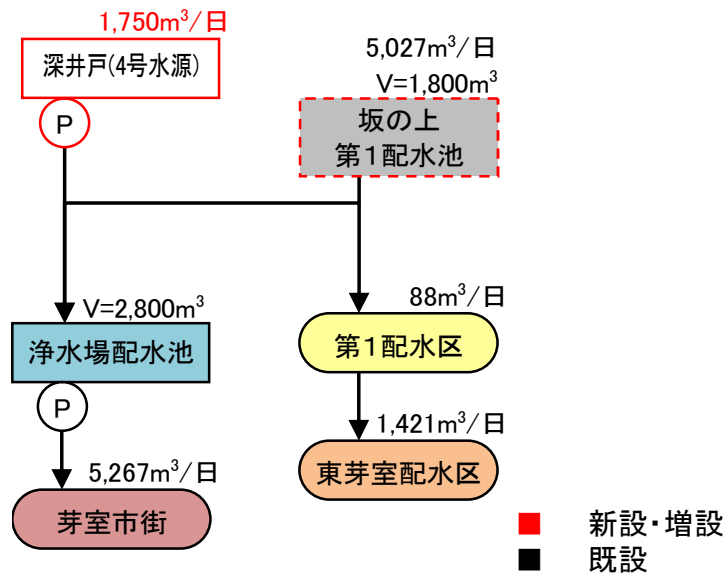 1,750m³/日
深井戸(4号水源)
P
5,027m³/日
V=1,800m³
坂の上
第1配水池
V=2,800m³
浄水場配水池
P
5,267m³/日
芽室市街
88m³/日
第1配水区
1,421m³/日
東芽室配水区
新設・増設
既設